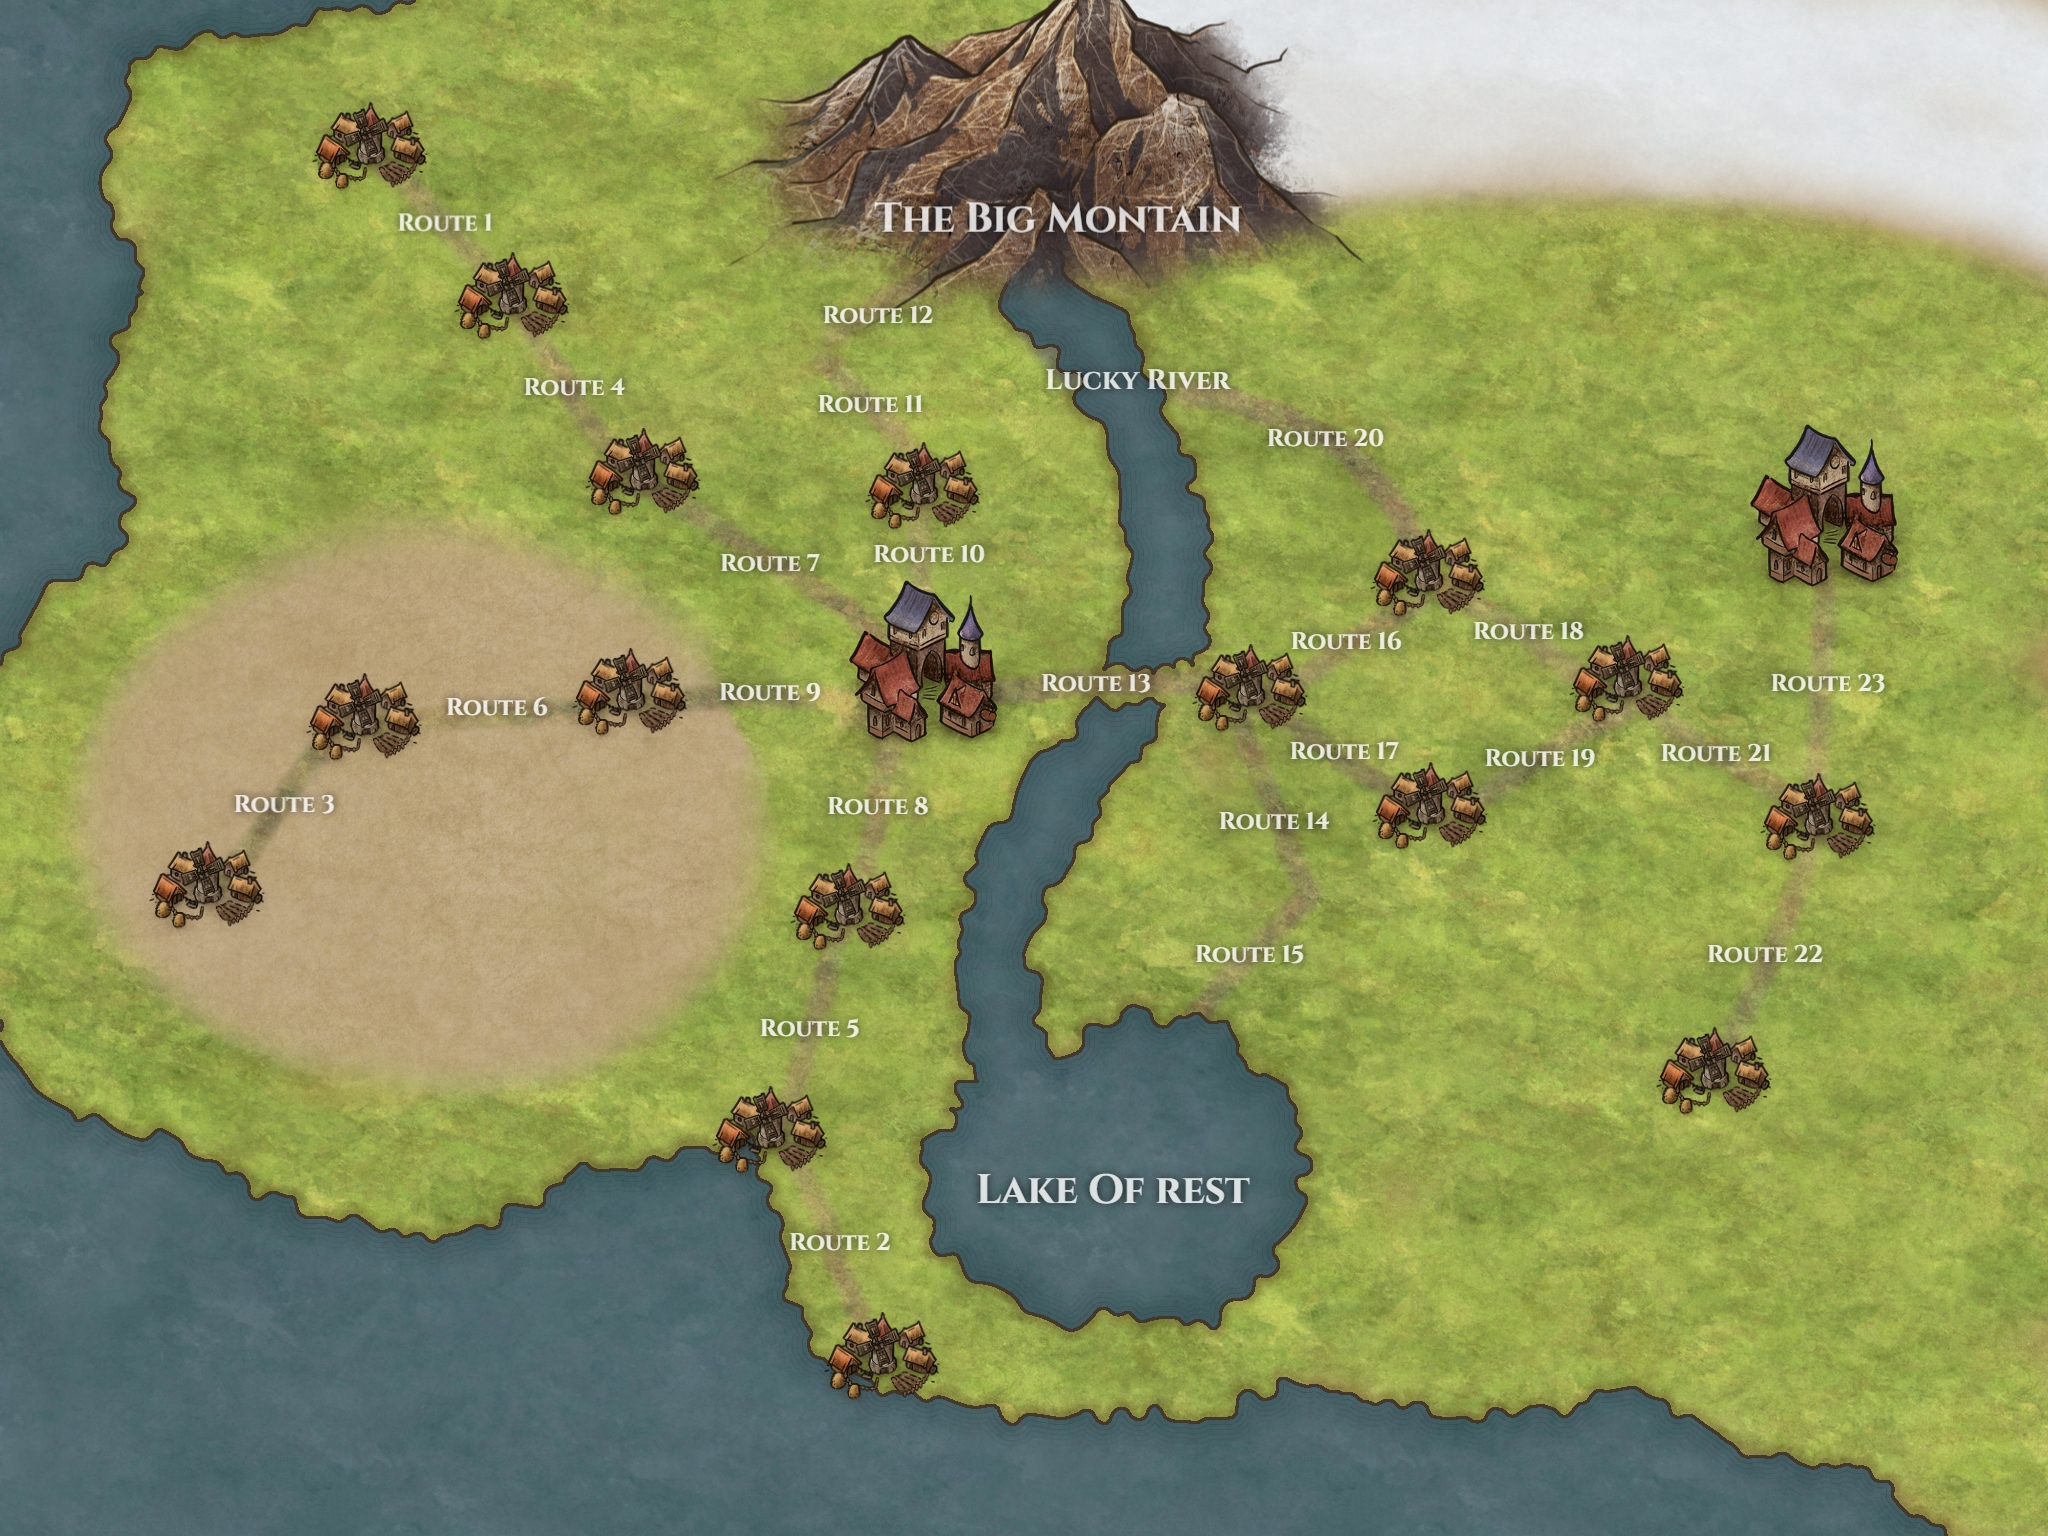 The Big Montain
Route 1
Route 12
Lucky River
Route 4
Route 11
Route 20
Route 7
Route 10
Route 16
Route 18
Route 6
Route 9
Route 13
Route 23
Route 17
Route 19
Route 21
Route 3
Route 8
Route 14
Route 15
Route 22
Route 5
Lake Of rest
Route 2